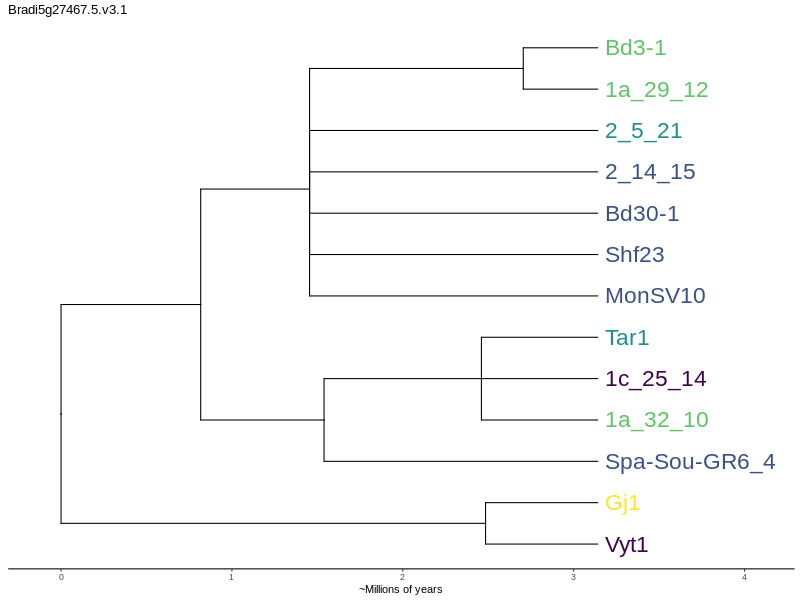 Bradi5g27467.5.v3.1
Bd3-1
1a_29_12
2_5_21
2_14_15
Bd30-1
Shf23
MonSV10
Tar1
1c_25_14
1a_32_10
Spa-Sou-GR6_4
Gj1
Vyt1
0 1 2 3 4
~Millions of years